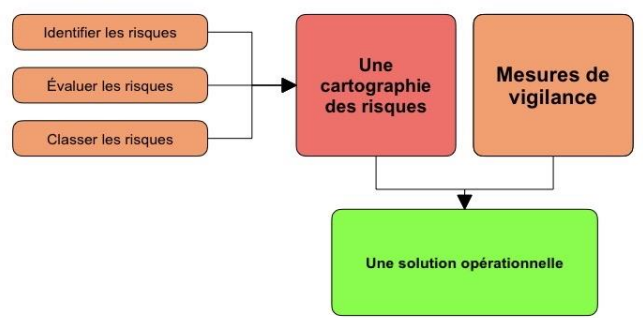 Identifier les risques
Évaluer les risques
Classer les risques
Une
cartographie
des risques
Mesures de
vigilance
Une solution opérationnelle